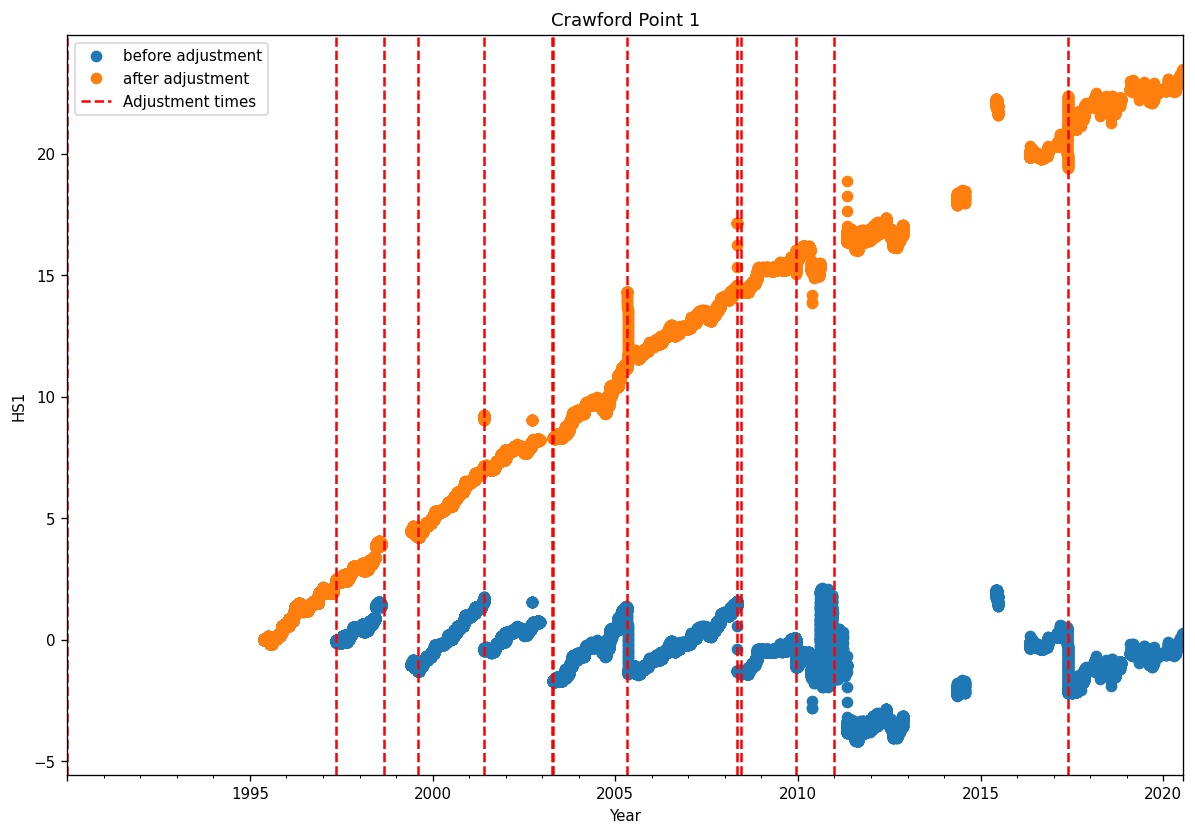 Crawford Point 1
before adjustment
after adjustment
Adjustment times
HS1
20
15
10
5
0
−5
1995 2000 2005 2010 2015 2020
Year